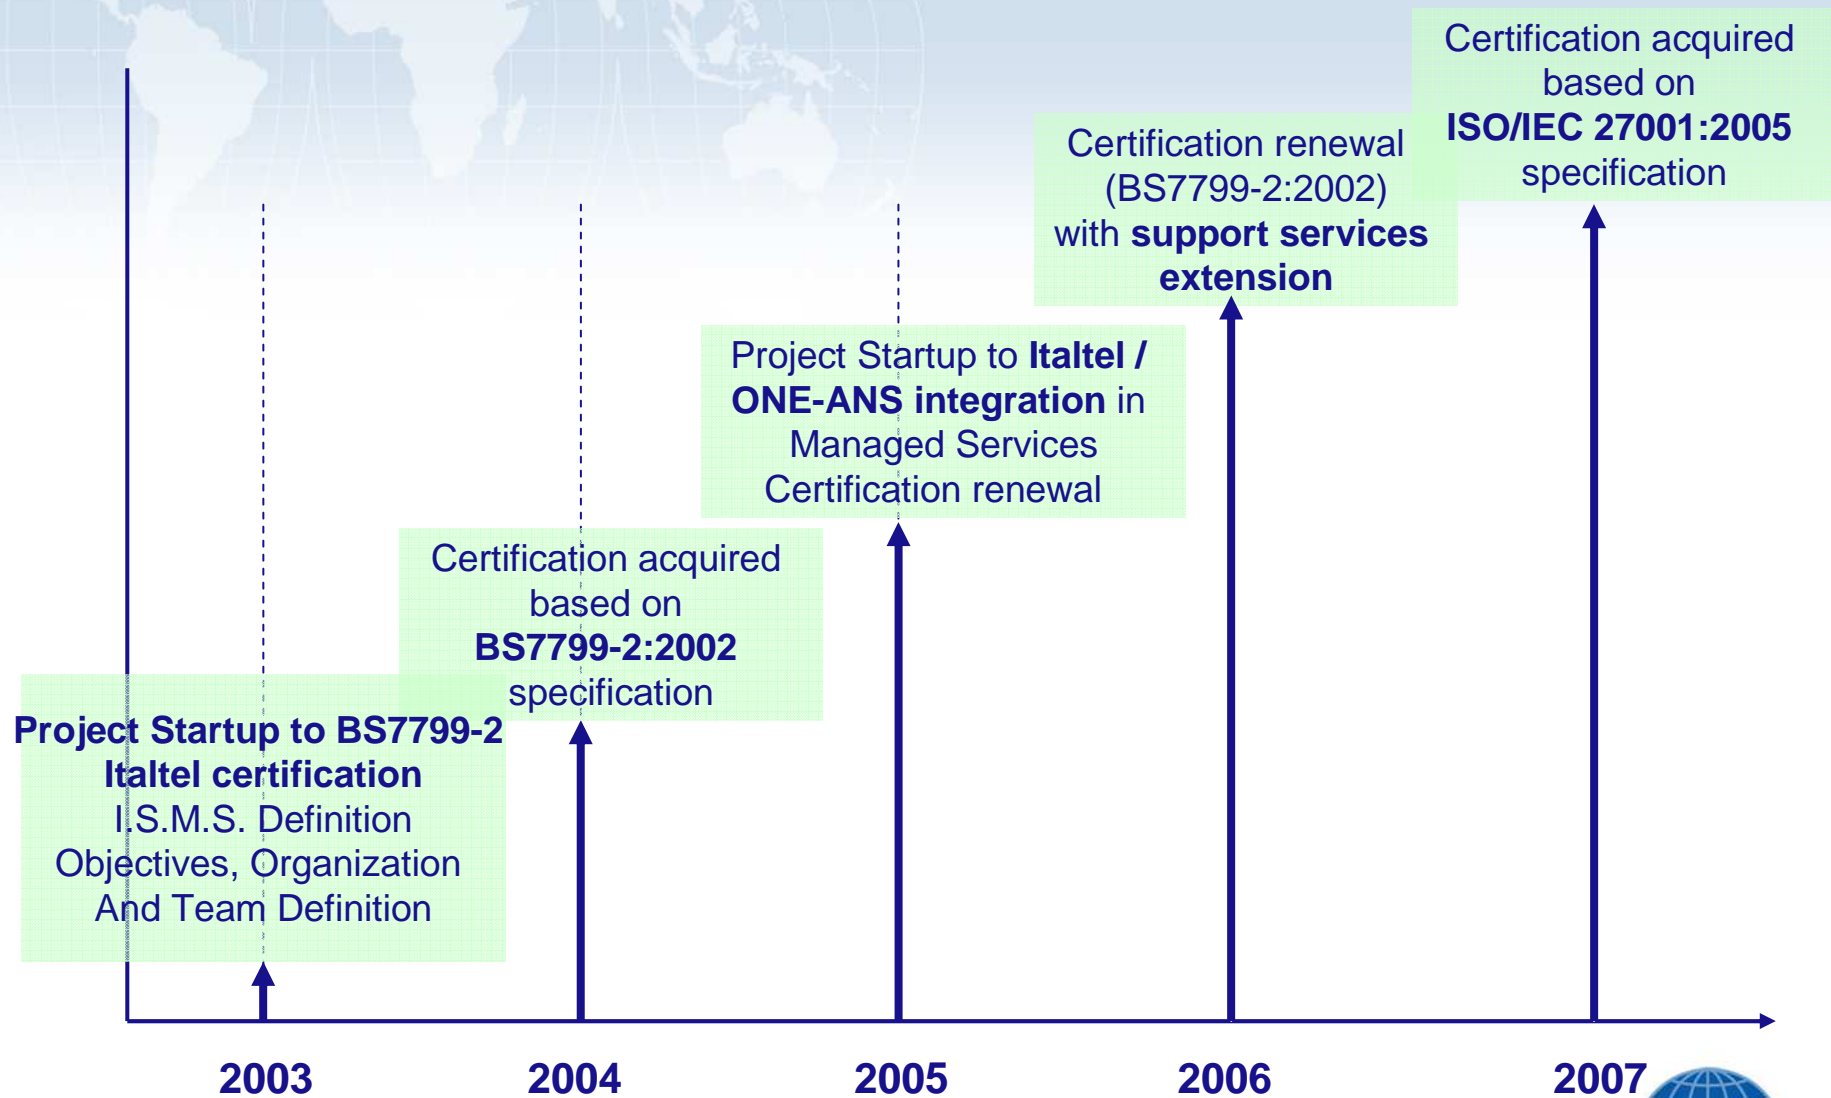 Certification acquired
based on
ISO/IEC 27001:2005
specification
Certification renewal
(BS7799-2:2002)
with support services
extension
Project Startup to Italtel /
ONE-ANS integration in
Managed Services
Certification renewal
Certification acquired
based on
BS7799-2:2002
specification
Project Startup to BS7799-2
Italtel certification
I.S.M.S. Definition
Objectives, Organization
And Team Definition
2003 2004 2005 2006 2007